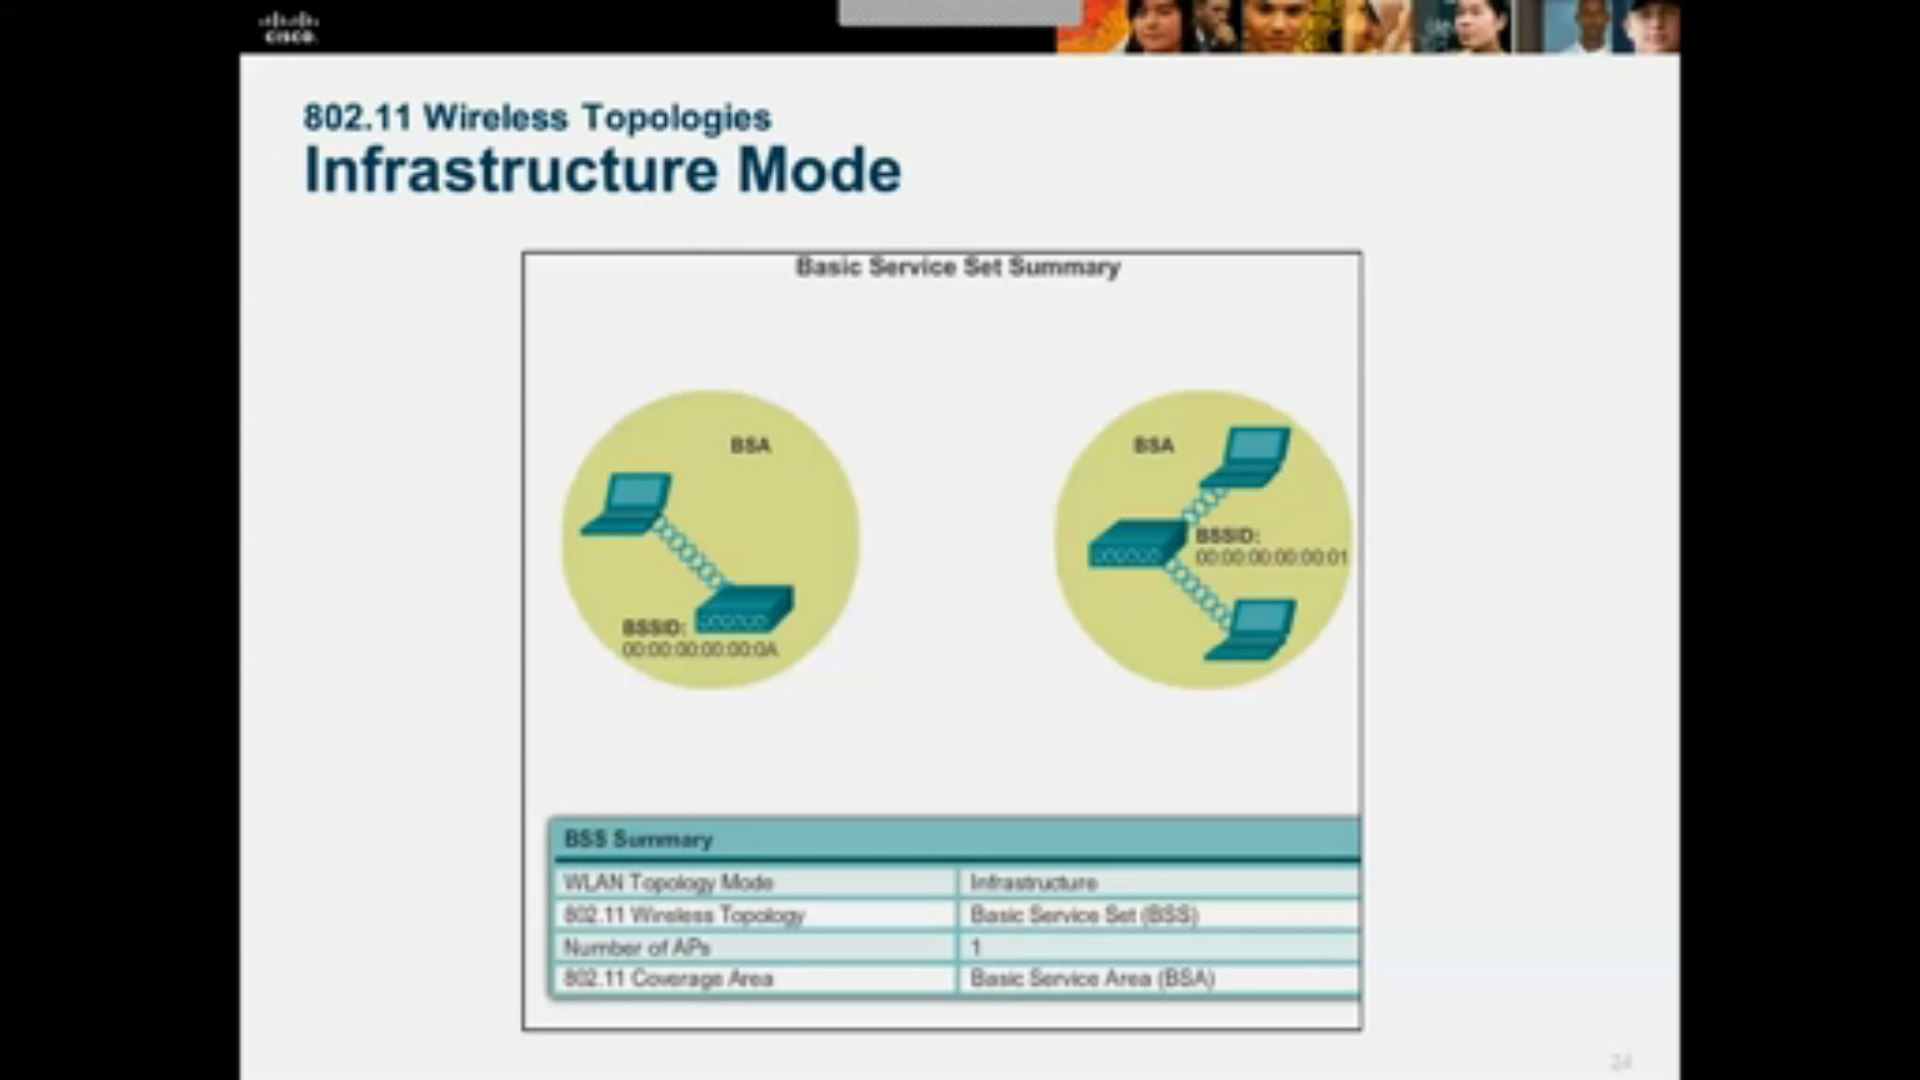 cisco.
802.11 Wireless Topologies
Infrastructure Mode
Basic Service Set Summary
BSA
BSSID:
00:00:00:00:00:0A
BSA
BSSID:
00:00:00:00:00:01
BSS Summary
WLAN Topology Mode Infrastructure
802.11 Wireless Topology Basic Service Set (BSS)
Number of APs 1
802.11 Coverage Area Basic Service Area (BSA)
24